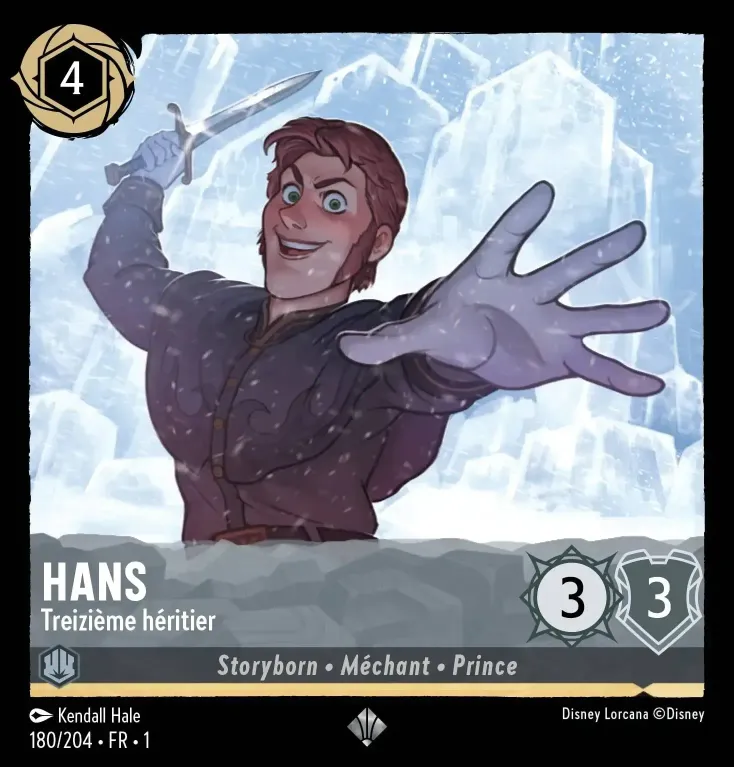 4
HANS
Treizième héritier
3
3
Storyborn • Méchant • Prince
Kendall Hale
Disney Lorcana ©Disney
180/204 • FR • 1